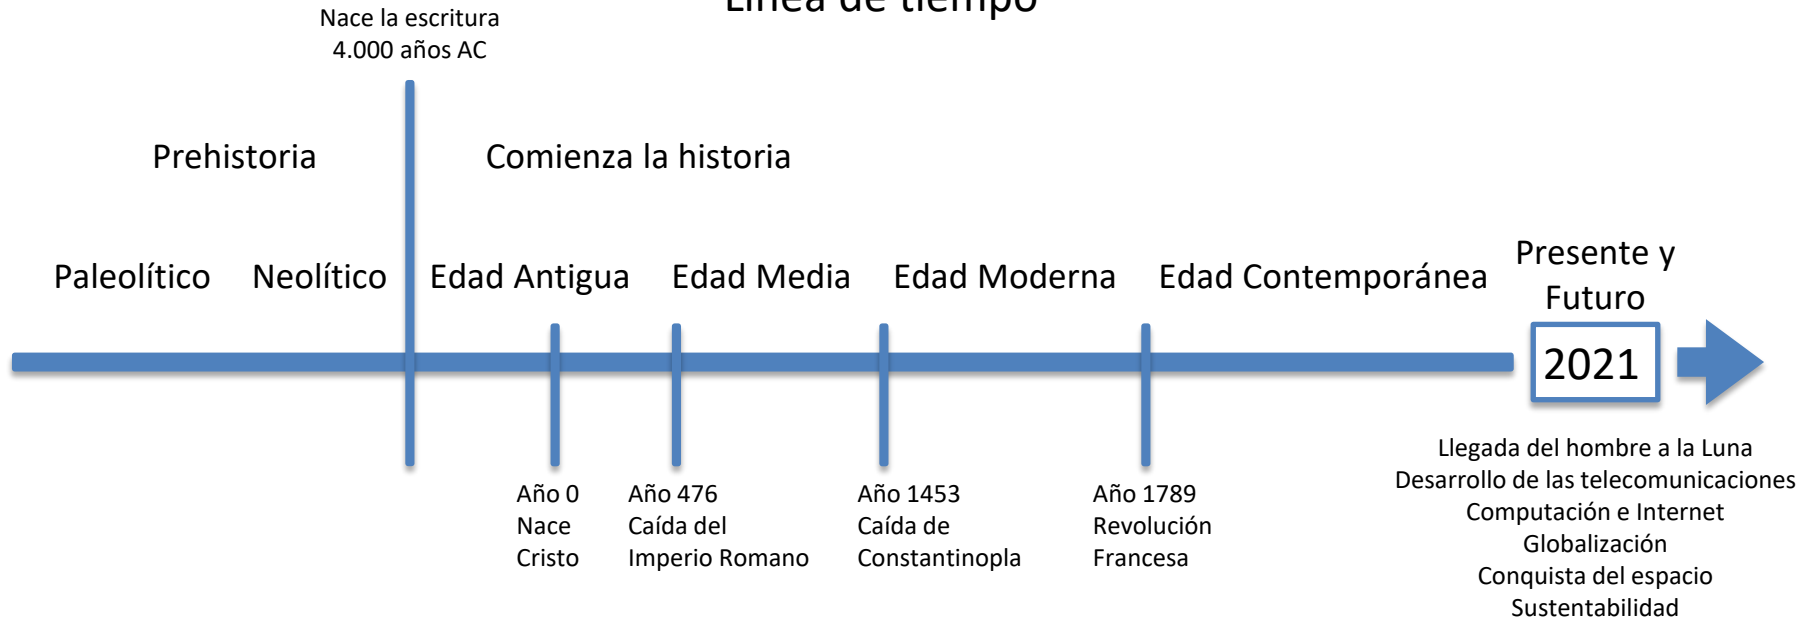 Línea de tiempo
Nace la escritura
4.000 años AC
Prehistoria
Comienza la historia
Paleolítico
Neolítico
Edad Antigua
Edad Media
Edad Moderna
Edad Contemporánea
Presente y
Futuro
2021
Año 0
Nace
Cristo
Año 476
Caída del
Imperio Romano
Año 1453
Caída de
Constantinopla
Año 1789
Revolución
Francesa
Llegada del hombre a la Luna
Desarrollo de las telecomunicaciones
Computación e Internet
Globalización
Conquista del espacio
Sustentabilidad